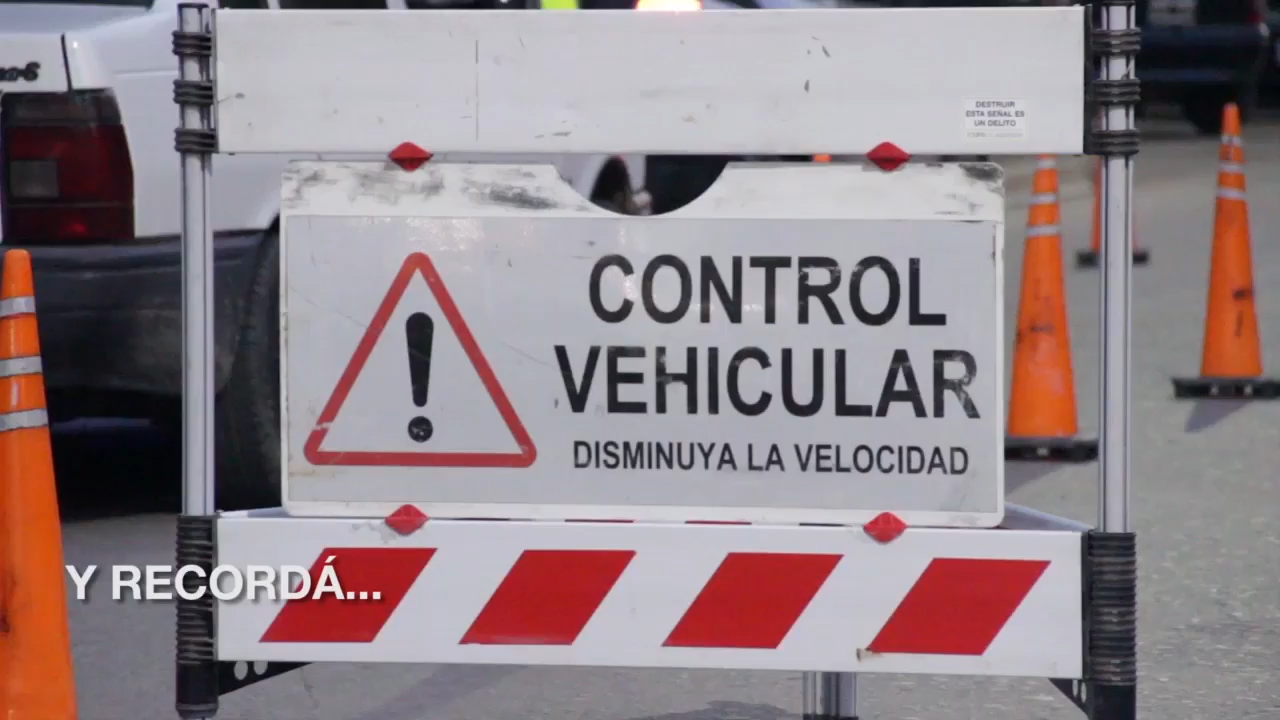 DESTRUIR
ESTA SEÑAL ES
UN DELITO
CONTROL
VEHICULAR
DISMINUYA LA VELOCIDAD
Y RECORDÁ...